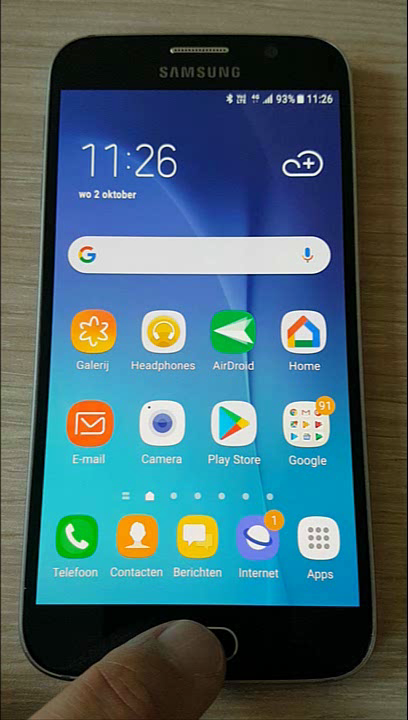 SAMSUNG
93% 11:26
11:26
wo 2 oktober
Galerij Headphones AirDroid Home
91
E-mail Camera Play Store Google
1
Telefoon Contacten Berichten Internet Apps